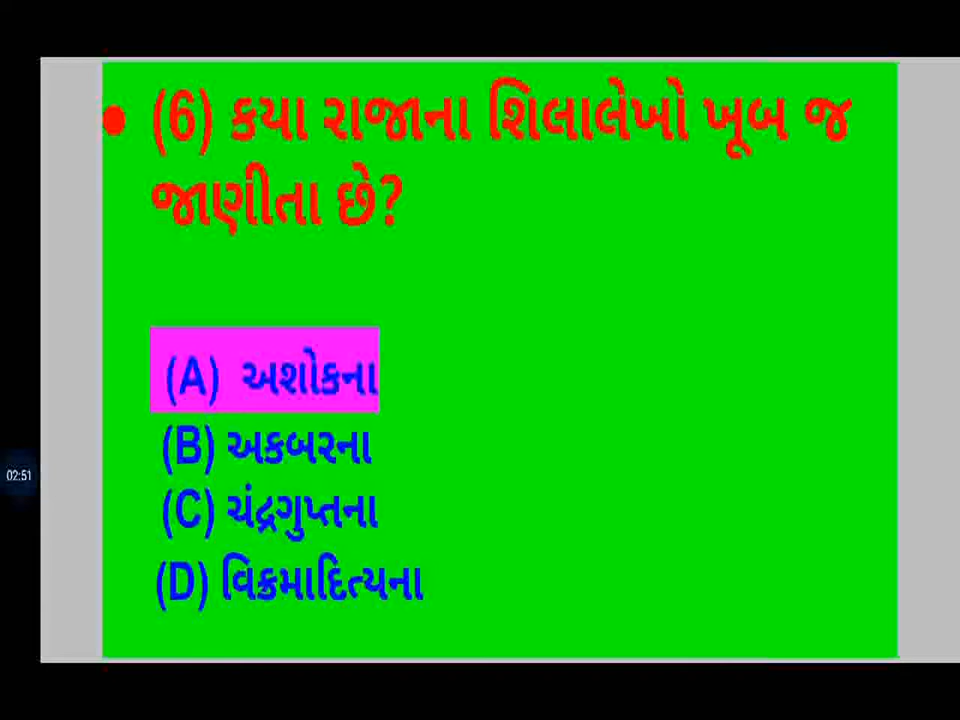 • (6) કયા રાજાના શિલાલેખો ખૂબ જ
જાણીતા છે?
(A) અશોકના
(B) અકબરના
(C) ચંદ્રગુપ્તના
(D) વિક્રમાદિત્યના
02:51